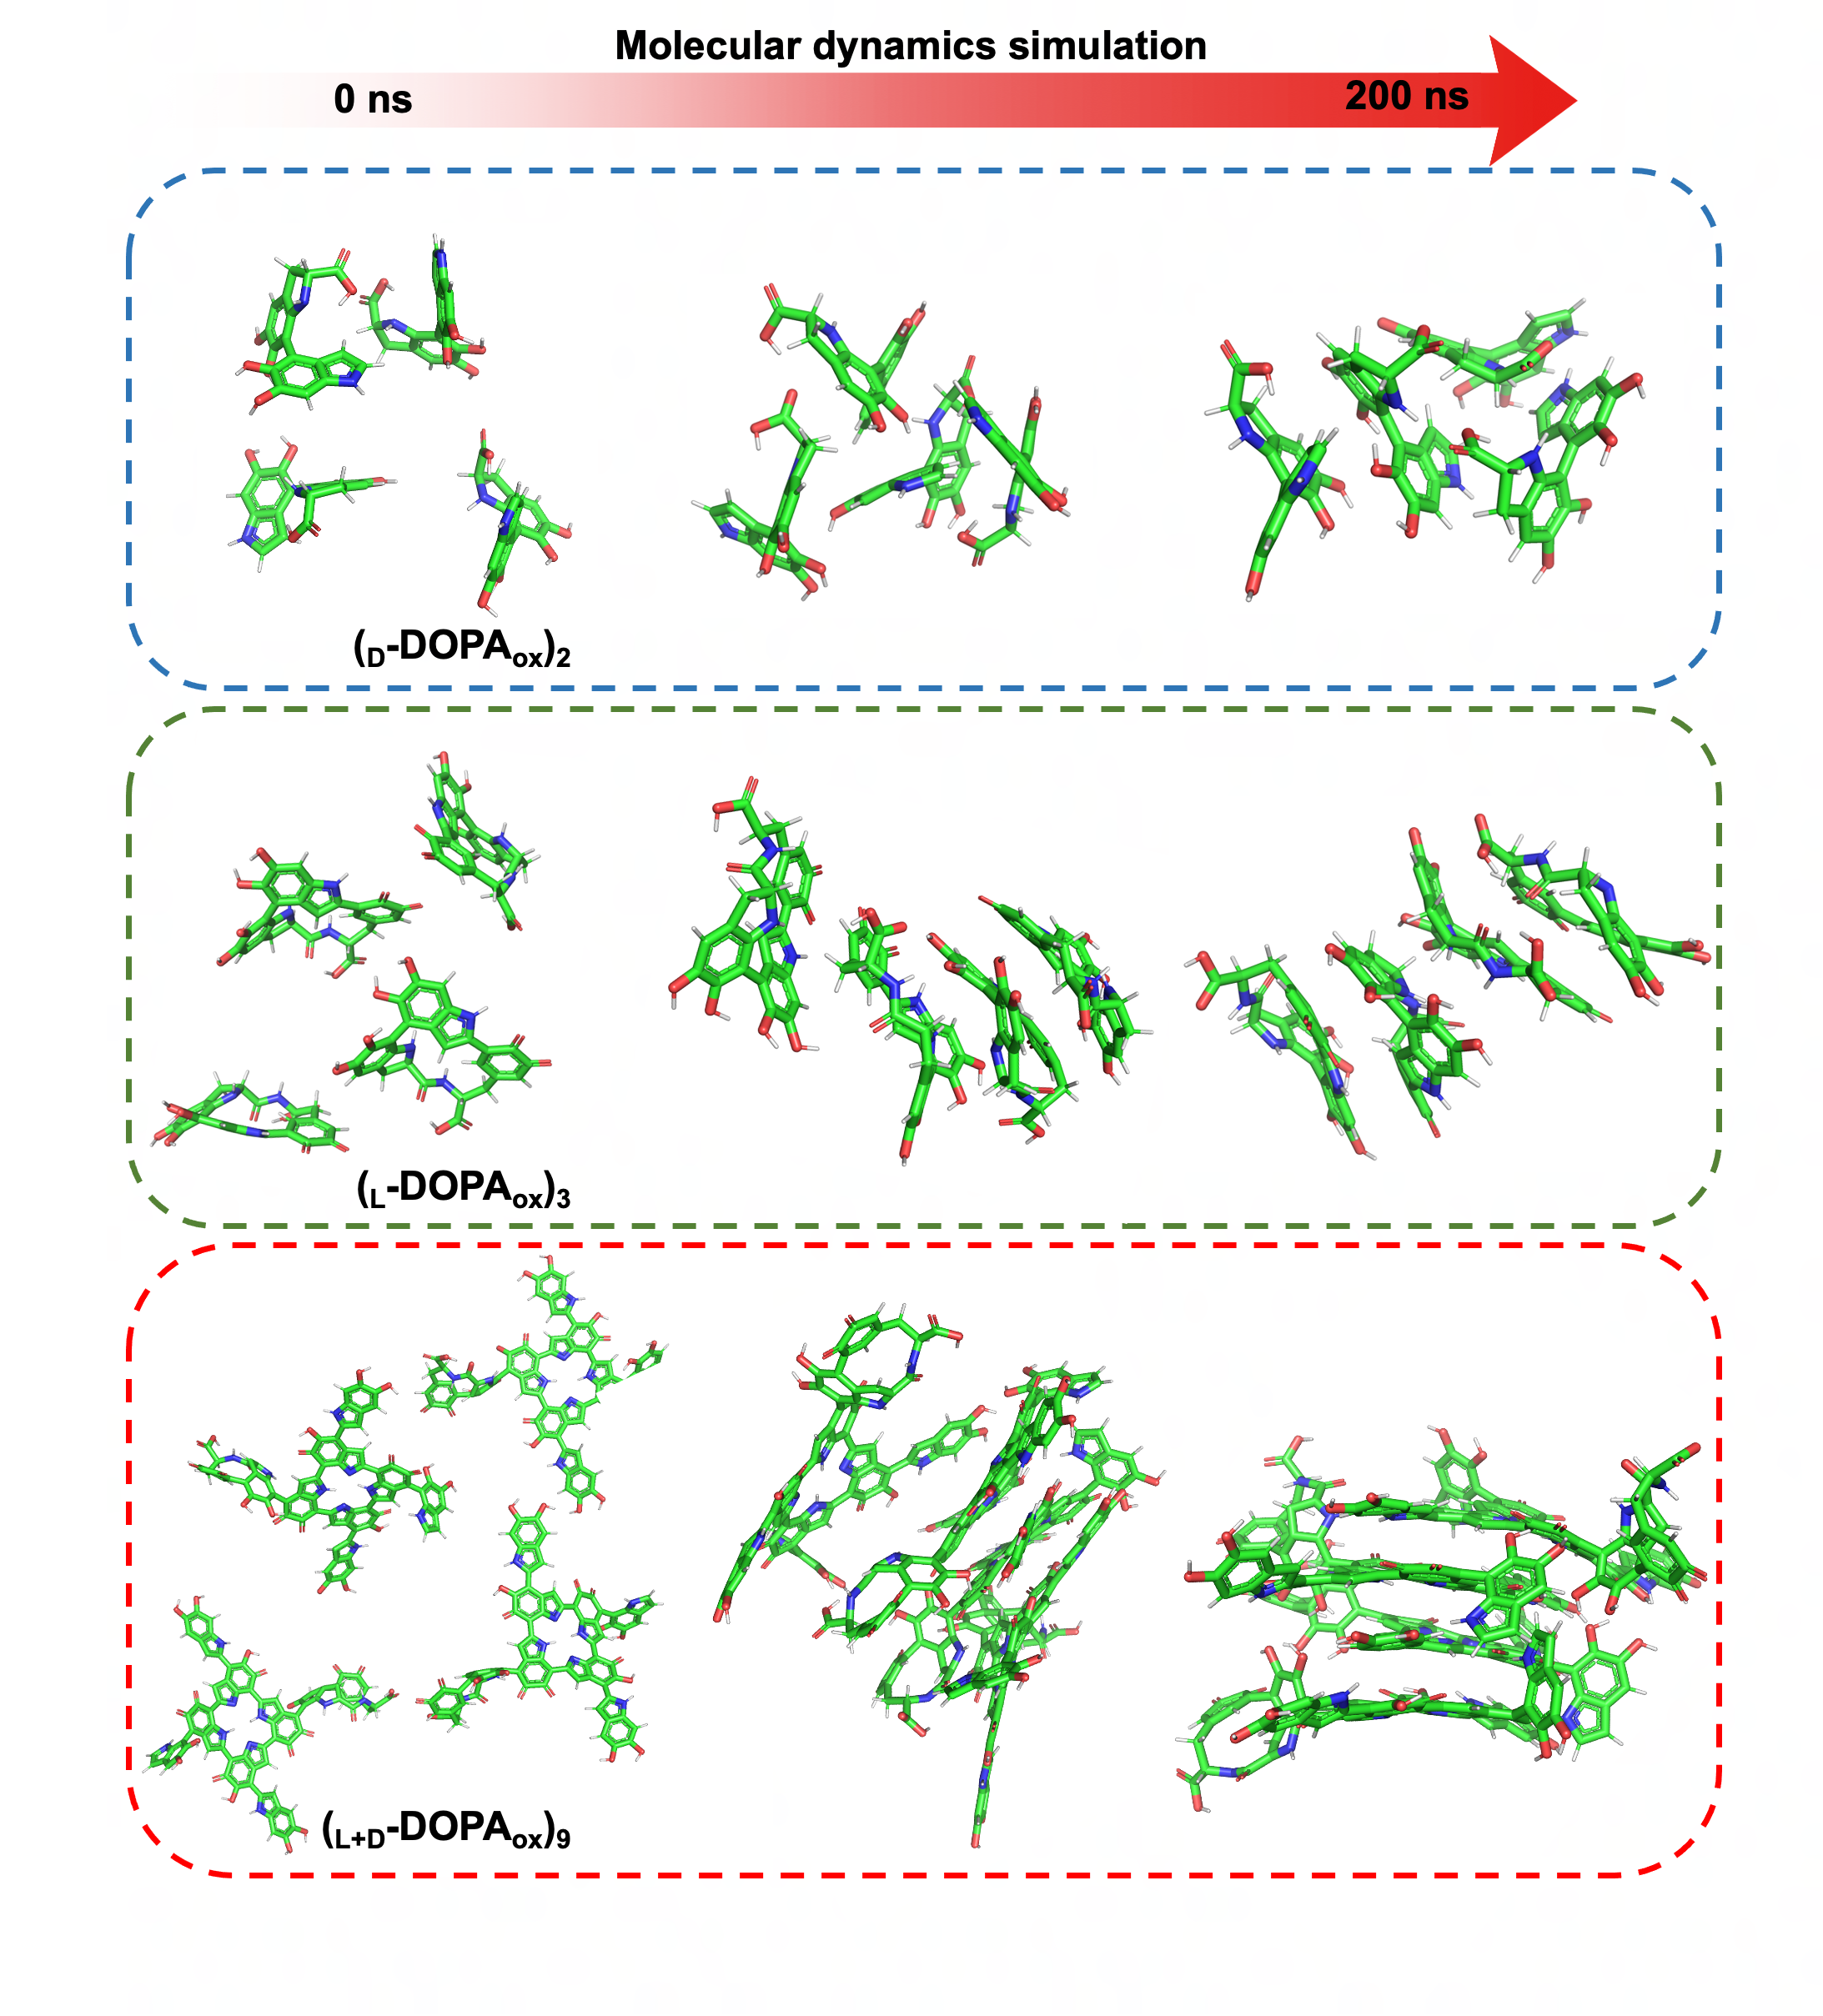 Molecular dynamics simulation
0 ns
200 ns
(D-DOPAox)2
(L-DOPAox)3
(L+D-DOPAox)9